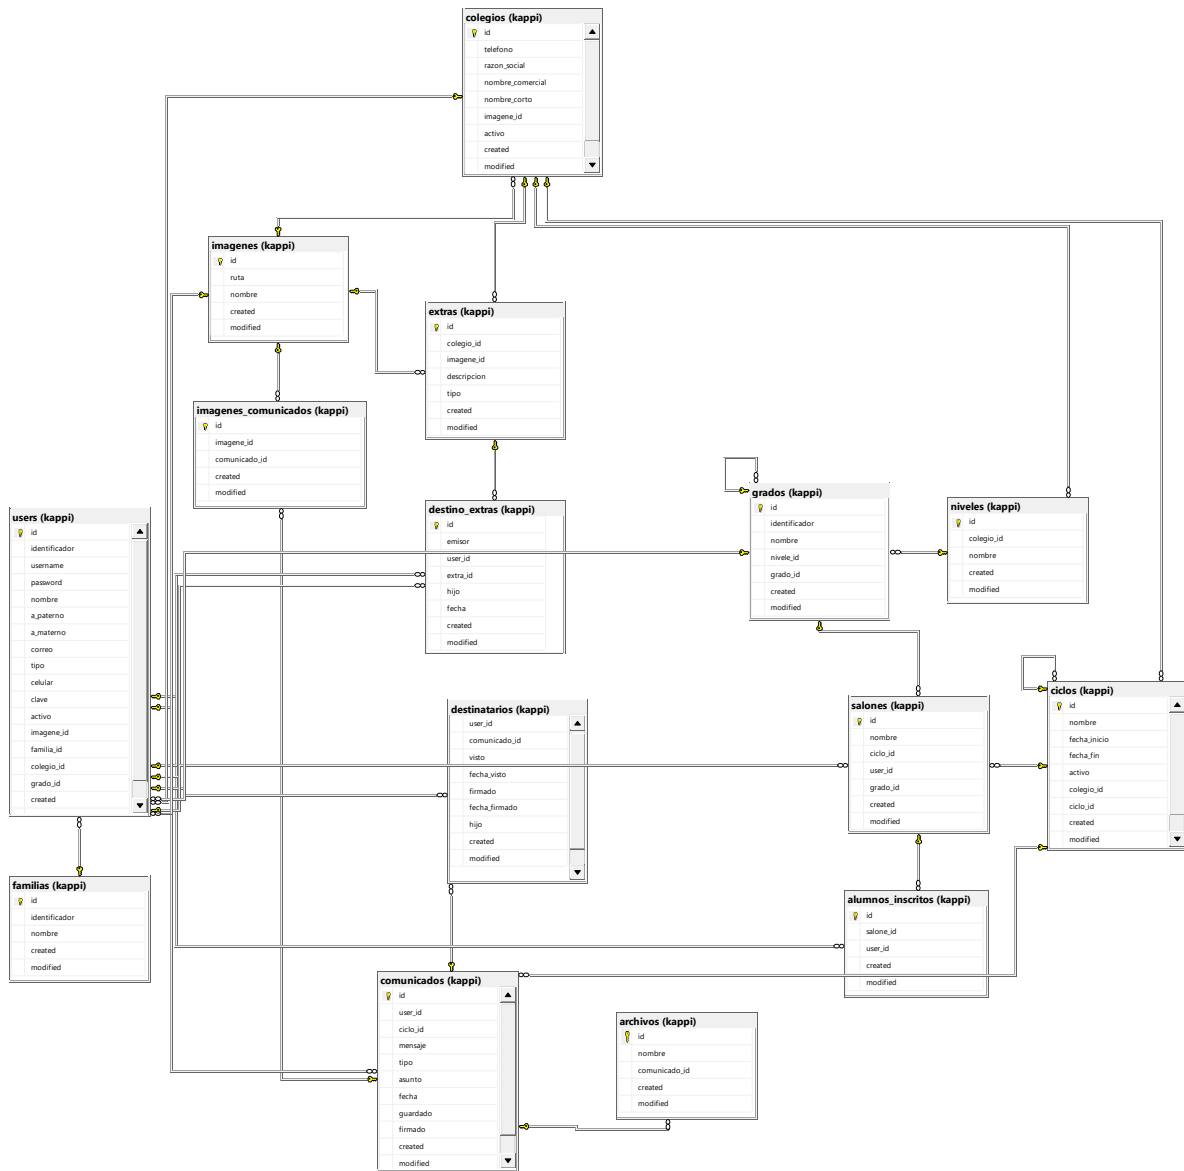 colegios (kappi)
id
telefono
razon_social
nombre_comercial
nombre_corto
imagene_id
activo
created
modified
imagenes (kappi)
id
ruta
nombre
created
modified
extras (kappi)
id
colegio_id
imagene_id
descripcion
tipo
created
modified
imagenes_comunicados (kappi)
id
imagene_id
comunicado_id
created
modified
grados (kappi)
id
identificador
nombre
nivele_id
grado_id
created
modified
niveles (kappi)
id
colegio_id
nombre
created
modified
destino_extras (kappi)
id
emisor
user_id
extra_id
hijo
fecha
created
modified
users (kappi)
id
identificador
username
password
nombre
a_paterno
a_materno
correo
tipo
celular
clave
activo
imagene_id
familia_id
colegio_id
grado_id
created
destinatarios (kappi)
user_id
comunicado_id
visto
fecha_visto
firmado
fecha_firmado
hijo
created
modified
salones (kappi)
id
nombre
ciclo_id
user_id
grado_id
created
modified
ciclos (kappi)
id
nombre
fecha_inicio
fecha_fin
activo
colegio_id
ciclo_id
created
modified
familias (kappi)
id
identificador
nombre
created
modified
alumnos_inscritos (kappi)
id
salone_id
user_id
created
modified
comunicados (kappi)
id
user_id
ciclo_id
mensaje
tipo
asunto
fecha
guardado
firmado
created
modified
archivos (kappi)
id
nombre
comunicado_id
created
modified